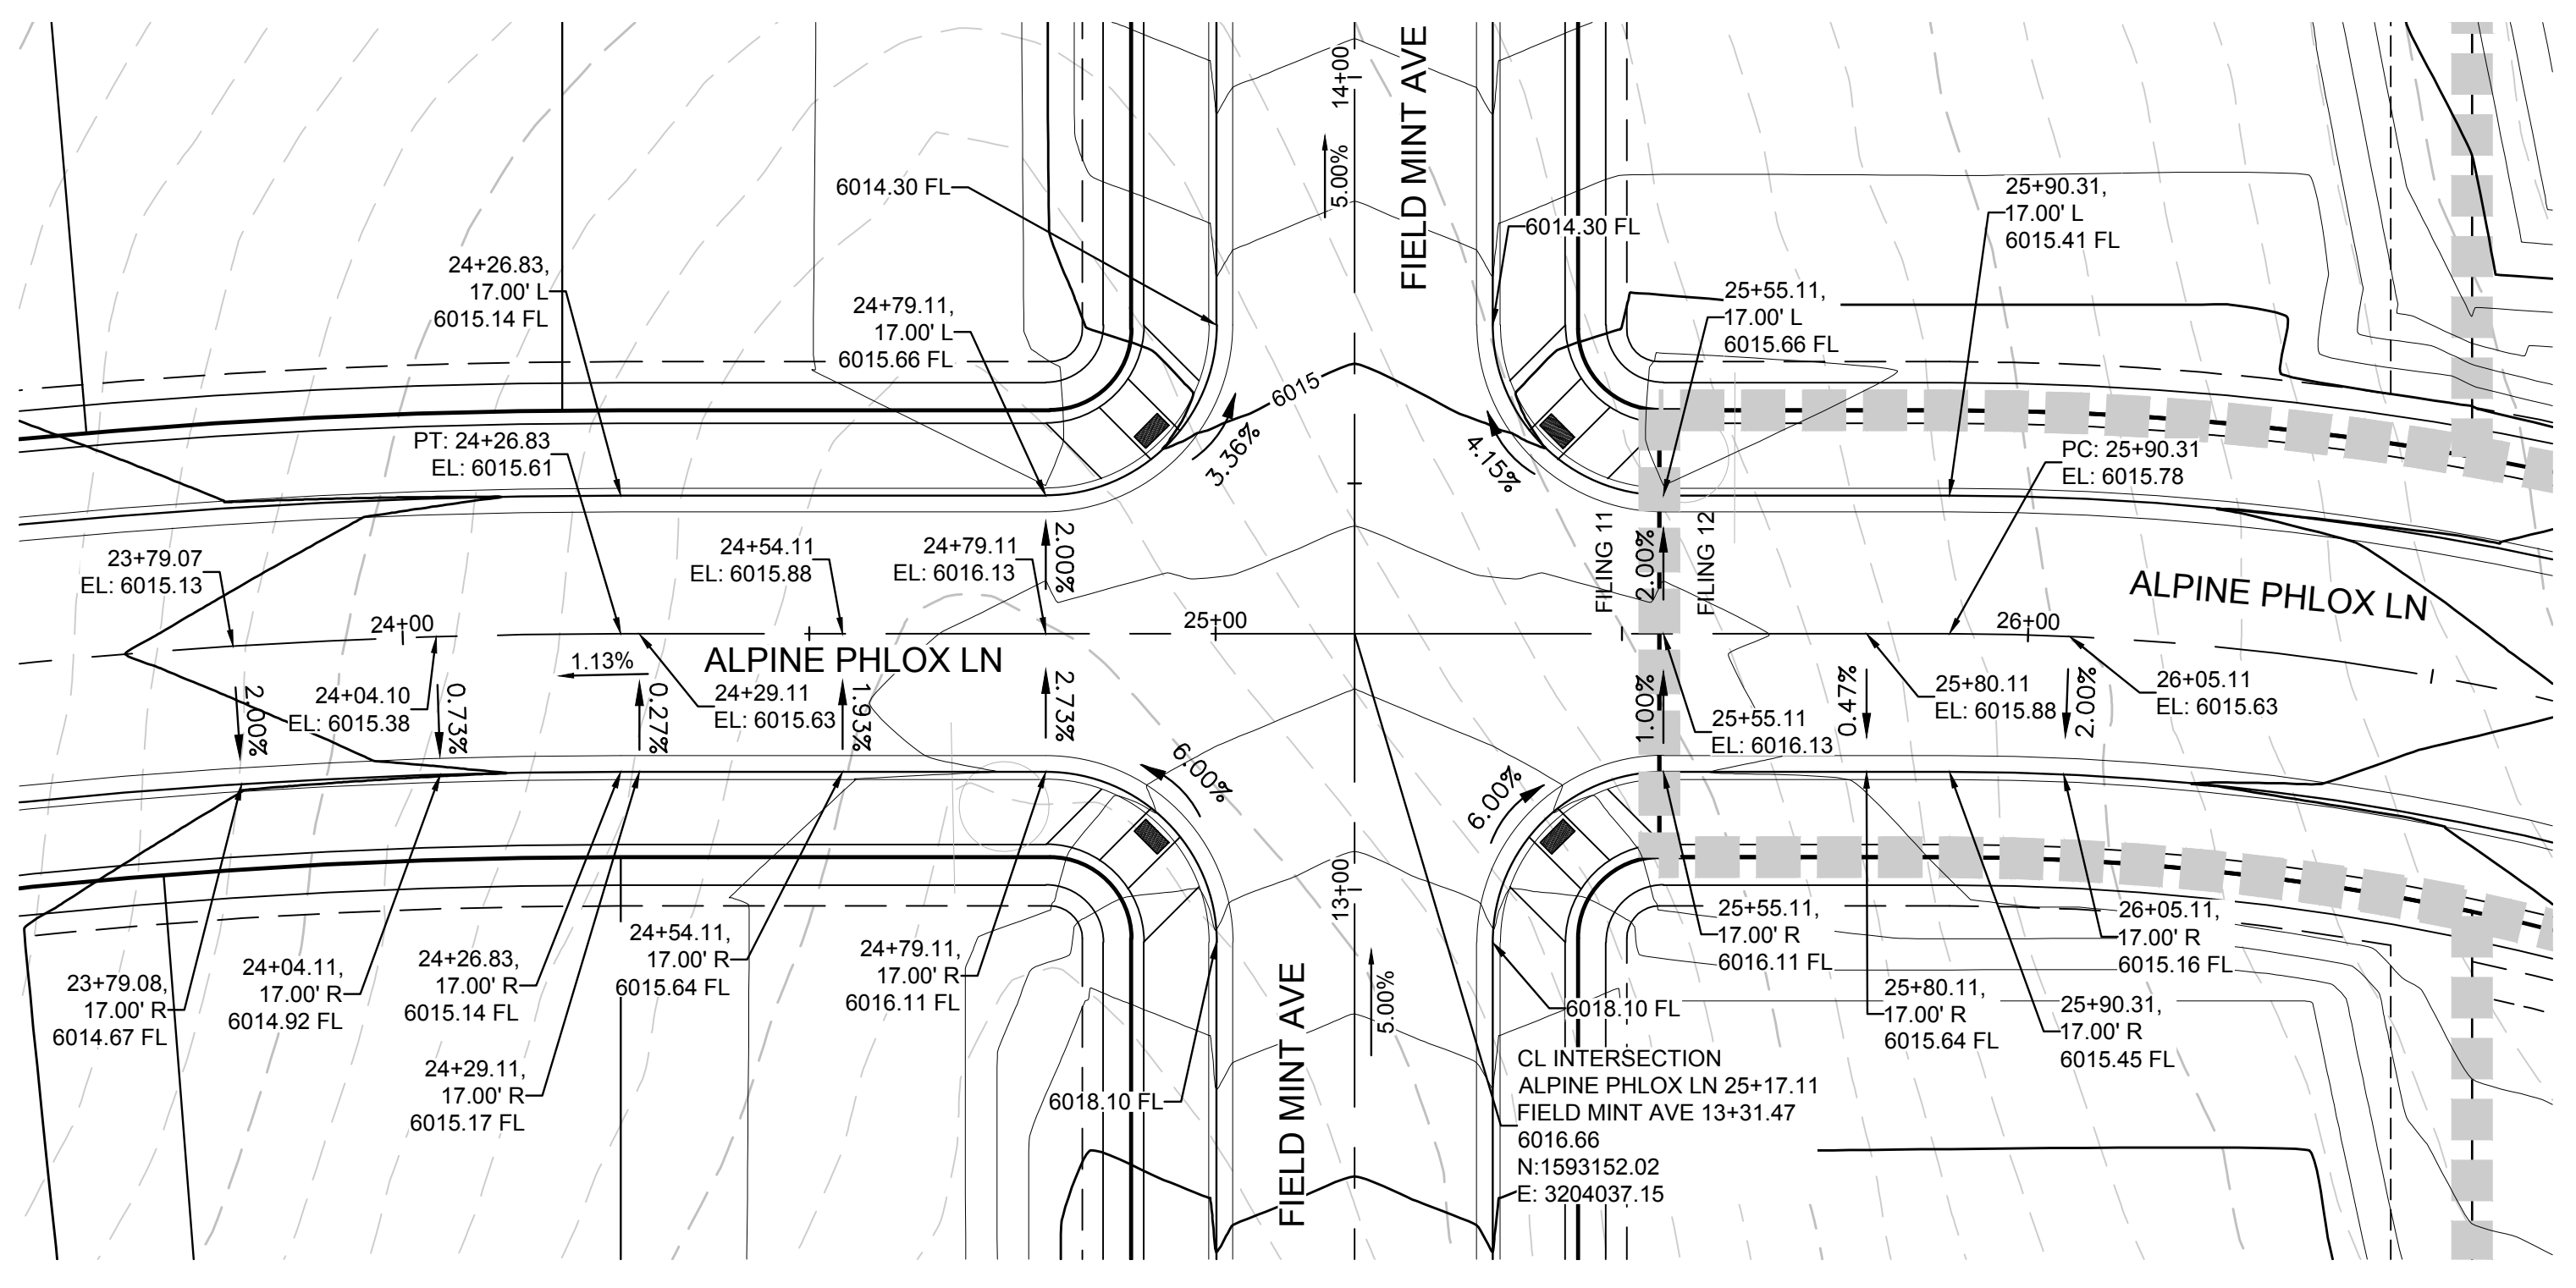 14+00
FIELD MINT AVE
5.00%
6014.30 FL
6014.30 FL
25+90.31,
17.00' L
6015.41 FL
24+26.83,
17.00' L
6015.14 FL
24+79.11,
17.00' L
6015.66 FL
25+55.11,
17.00' L
6015.66 FL
6015
3.36%
4.15%
PT: 24+26.83
EL: 6015.61
PC: 25+90.31
EL: 6015.78
23+79.07
EL: 6015.13
24+54.11
EL: 6015.88
24+79.11
EL: 6016.13
2.00%
FILING 11
2.00%
FILING 12
ALPINE PHLOX LN
24+00
25+00
26+00
1.13%
ALPINE PHLOX LN
2.00%
24+04.10
EL: 6015.38
0.73%
0.27%
24+29.11
EL: 6015.63
1.93%
2.73%
1.00%
25+55.11
EL: 6016.13
0.47%
25+80.11
EL: 6015.88
2.00%
26+05.11
EL: 6015.63
6.00%
6.00%
13+00
23+79.08,
17.00' R
6014.67 FL
24+04.11,
17.00' R
6014.92 FL
24+26.83,
17.00' R
6015.14 FL
24+29.11,
17.00' R
6015.17 FL
24+54.11,
17.00' R
6015.64 FL
24+79.11,
17.00' R
6016.11 FL
25+55.11,
17.00' R
6016.11 FL
25+80.11,
17.00' R
6015.64 FL
25+90.31,
17.00' R
6015.45 FL
26+05.11,
17.00' R
6015.16 FL
5.00%
FIELD MINT AVE
6018.10 FL
6018.10 FL
CL INTERSECTION
ALPINE PHLOX LN 25+17.11
FIELD MINT AVE 13+31.47
6016.66
N:1593152.02
E: 3204037.15